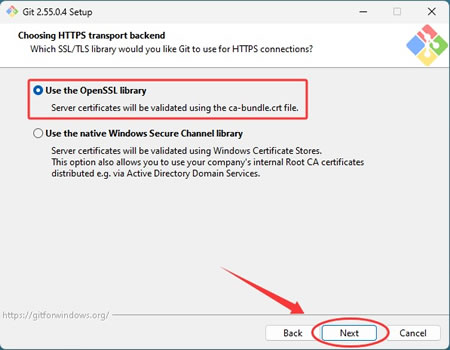 Git 2.55.0.4 Setup
Choosing HTTPS transport backend
Which SSL/TLS library would you like Git to use for HTTPS connections?
Use the OpenSSL library
Server certificates will be validated using the ca-bundle.crt file.
Use the native Windows Secure Channel library
Server certificates will be validated using Windows Certificate Stores.
This option also allows you to use your company's internal Root CA certificates
distributed e.g. via Active Directory Domain Services.
https://gitforwindows.org/
Back Next Cancel